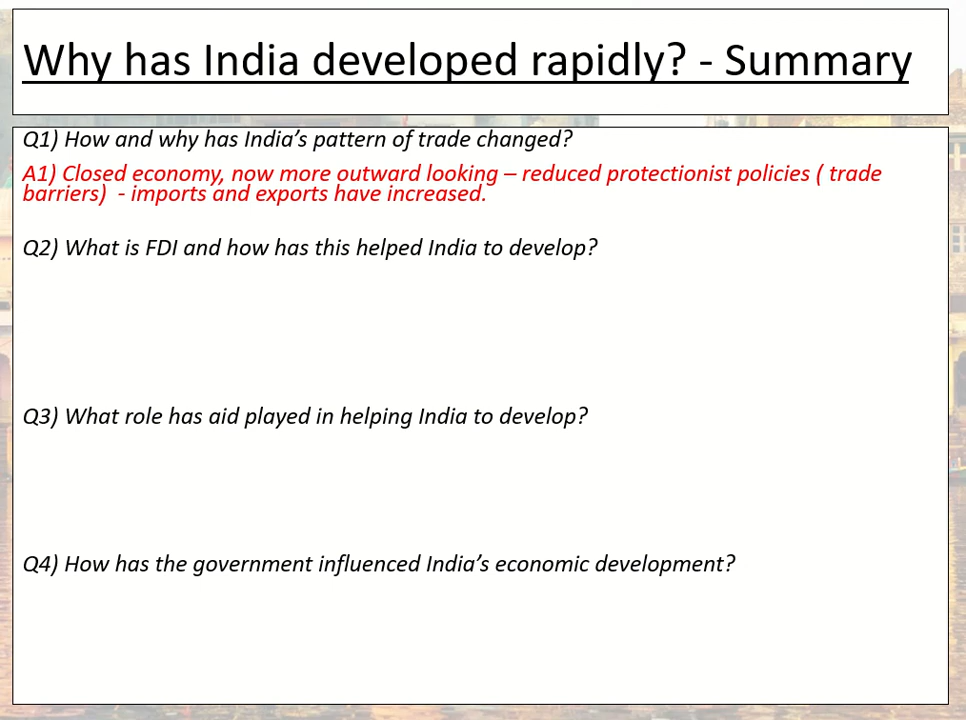 Why has India developed rapidly? - Summary
Q1) How and why has India’s pattern of trade changed?
A1) Closed economy, now more outward looking – reduced protectionist policies ( trade
barriers)  - imports and exports have increased.
Q2) What is FDI and how has this helped India to develop?
Q3) What role has aid played in helping India to develop?
Q4) How has the government influenced India’s economic development?